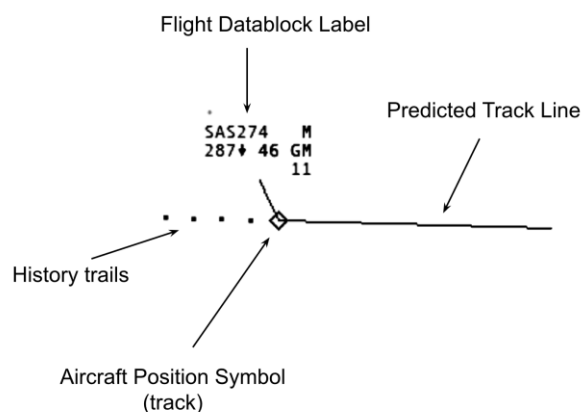 Flight Datablock Label
Predicted Track Line
SAS274 M
287⬇ 46 GM
11
History trails
Aircraft Position Symbol
(track)